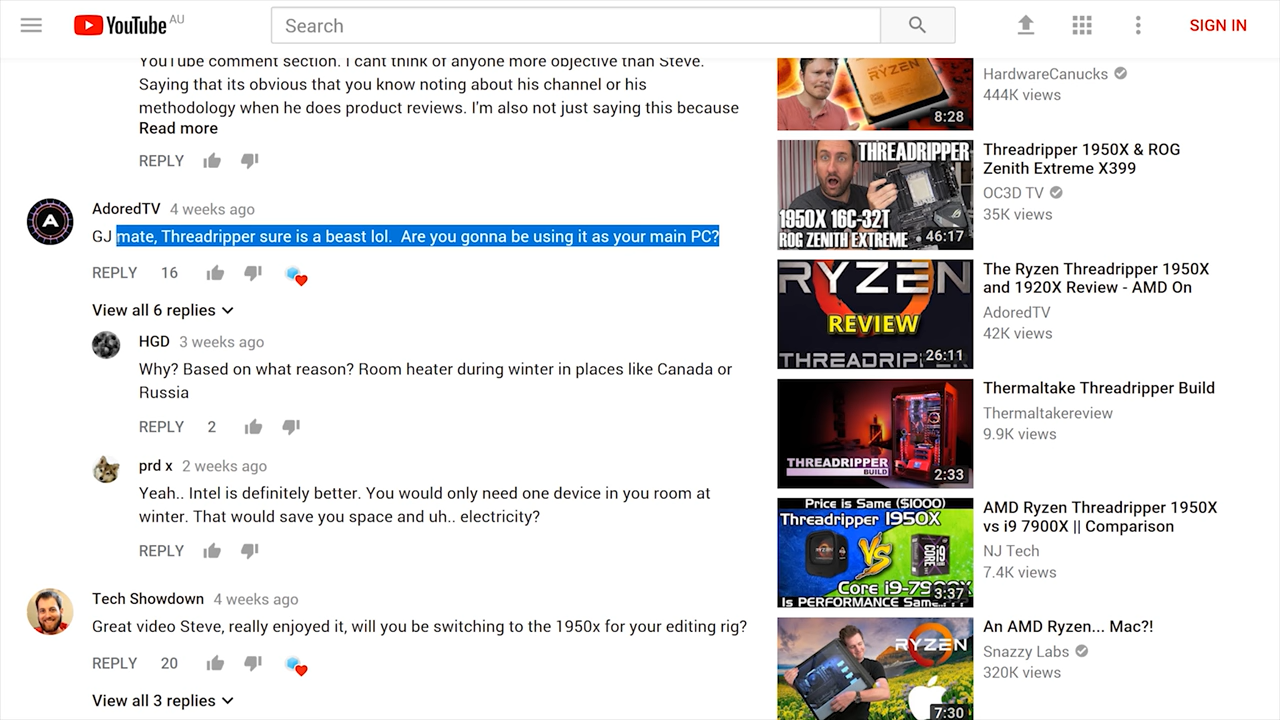 YouTube AU
Search
SIGN IN
YouTube comment section. I cant think of anyone more objective than Steve.
Saying that its obvious that you know noting about his channel or his
methodology when he does product reviews. I'm also not just saying this because
Read more
REPLY
A
AdoredTV 4 weeks ago
GJ mate, Threadripper sure is a beast lol. Are you gonna be using it as your main PC?
REPLY 16
View all 6 replies
HGD 3 weeks ago
Why? Based on what reason? Room heater during winter in places like Canada or
Russia
REPLY 2
prd x 2 weeks ago
Yeah.. Intel is definitely better. You would only need one device in you room at
winter. That would save you space and uh.. electricity?
REPLY
Tech Showdown 4 weeks ago
Great video Steve, really enjoyed it, will you be switching to the 1950x for your editing rig?
REPLY 20
View all 3 replies
RYZEN
8:28
HardwareCanucks
444K views
THREADRIPPER
1950X 16C-32T
ROG ZENITH EXTREME
46:17
Threadripper 1950X & ROG
Zenith Extreme X399
OC3D TV
35K views
RYZEN
REVIEW
THREADRIP
26:11
The Ryzen Threadripper 1950X
and 1920X Review - AMD On
AdoredTV
42K views
THREADRIPPER
BUILD
2:33
Thermaltake Threadripper Build
Thermaltakereview
9.9K views
Price is Same ($1000)
Threadripper 1950X
RYZEN
VS
CORE i9
Core i9-7900X
3:37
Is PERFORMANCE Same..?
AMD Ryzen Threadripper 1950X
vs i9 7900X || Comparison
NJ Tech
7.4K views
RYZEN
7:30
An AMD Ryzen... Mac?!
Snazzy Labs
320K views